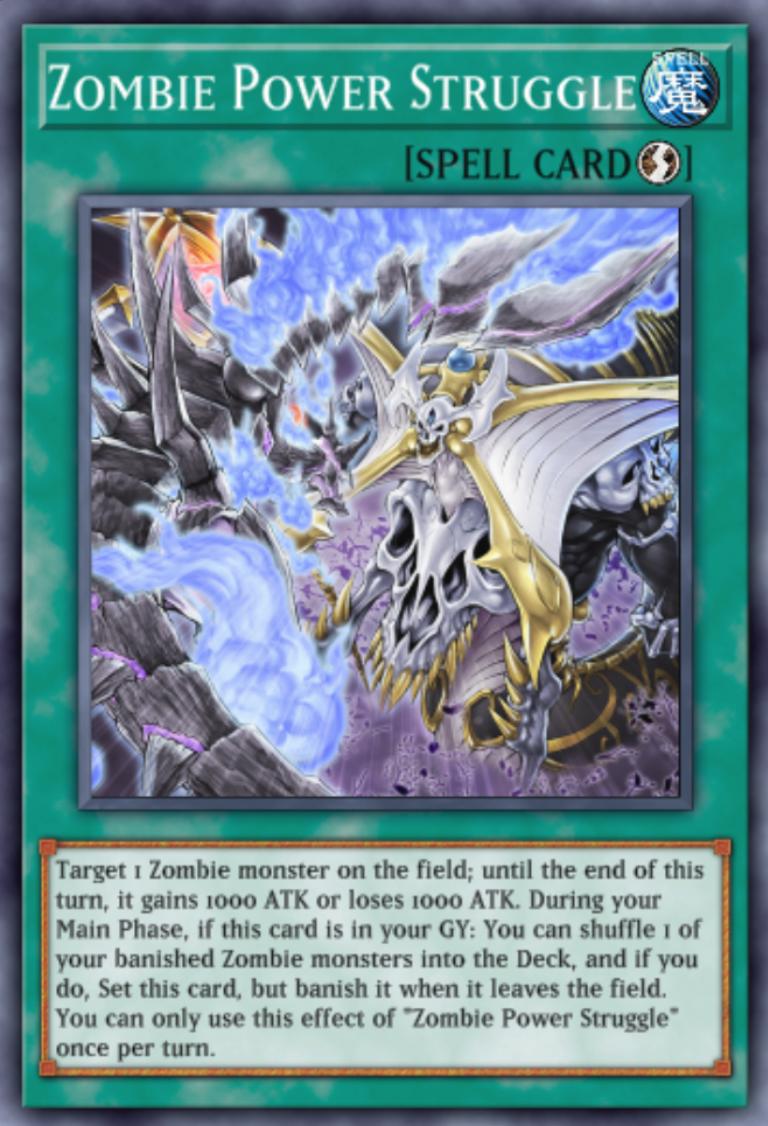 Zombie Power Struggle
SPELL
魔
[SPELL CARD]
Target 1 Zombie monster on the field; until the end of this
turn, it gains 1000 ATK or loses 1000 ATK. During your
Main Phase, if this card is in your GY: You can shuffle 1 of
your banished Zombie monsters into the Deck, and if you
do, Set this card, but banish it when it leaves the field.
You can only use this effect of "Zombie Power Struggle"
once per turn.